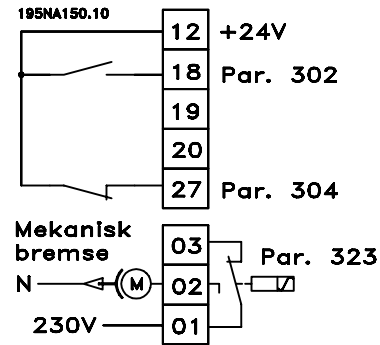 195NA150.10
12 +24V
18 Par. 302
19
20
27 Par. 304
Mekanisk
bremse
03
Par. 323
N M 02
230V 01